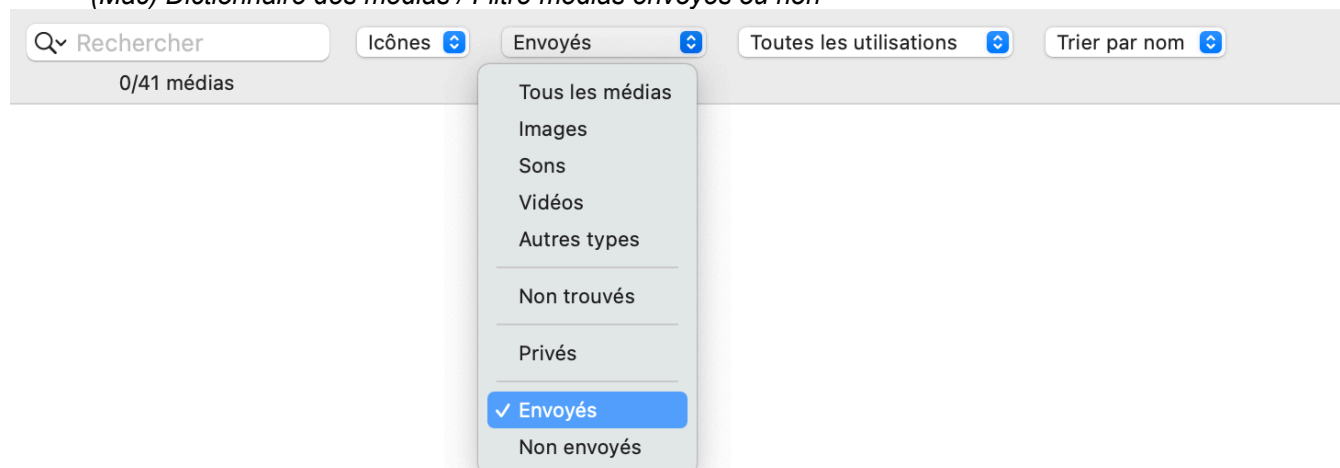 (Mac) Dictionnaire des médias / Filtre médias envoyés ou non
Rechercher Icônes Envoyés Toutes les utilisations Trier par nom
0/41 médias
Tous les médias
Images
Sons
Vidéos
Autres types
Non trouvés
Privés
Envoyés
Non envoyés